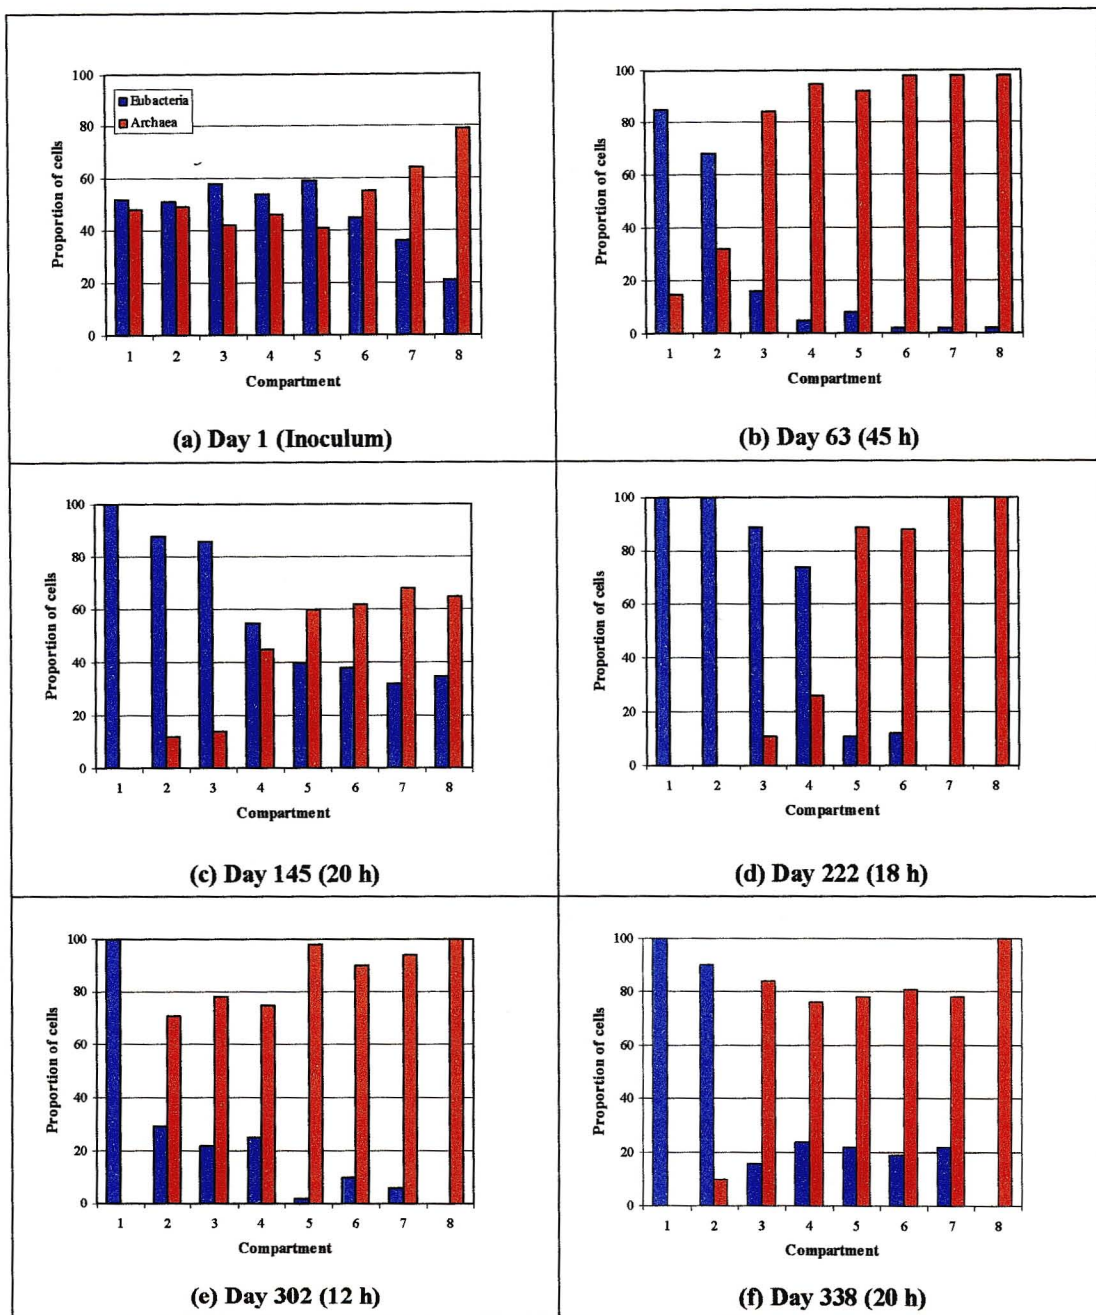 100
80
60
40
20
0
Proportion of cells
Eubacteria
Archaea
1 2 3 4 5 6 7 8
Compartment
(a) Day 1 (Inoculum)
100
80
60
40
20
0
Proportion of cells
1 2 3 4 5 6 7 8
Compartment
(b) Day 63 (45 h)
100
80
60
40
20
0
Proportion of cells
1 2 3 4 5 6 7 8
Compartment
(c) Day 145 (20 h)
100
80
60
40
20
0
Proportion of cells
1 2 3 4 5 6 7 8
Compartment
(d) Day 222 (18 h)
100
80
60
40
20
0
Proportion of cells
1 2 3 4 5 6 7 8
Compartment
(e) Day 302 (12 h)
100
80
60
40
20
0
Proportion of cells
1 2 3 4 5 6 7 8
Compartment
(f) Day 338 (20 h)